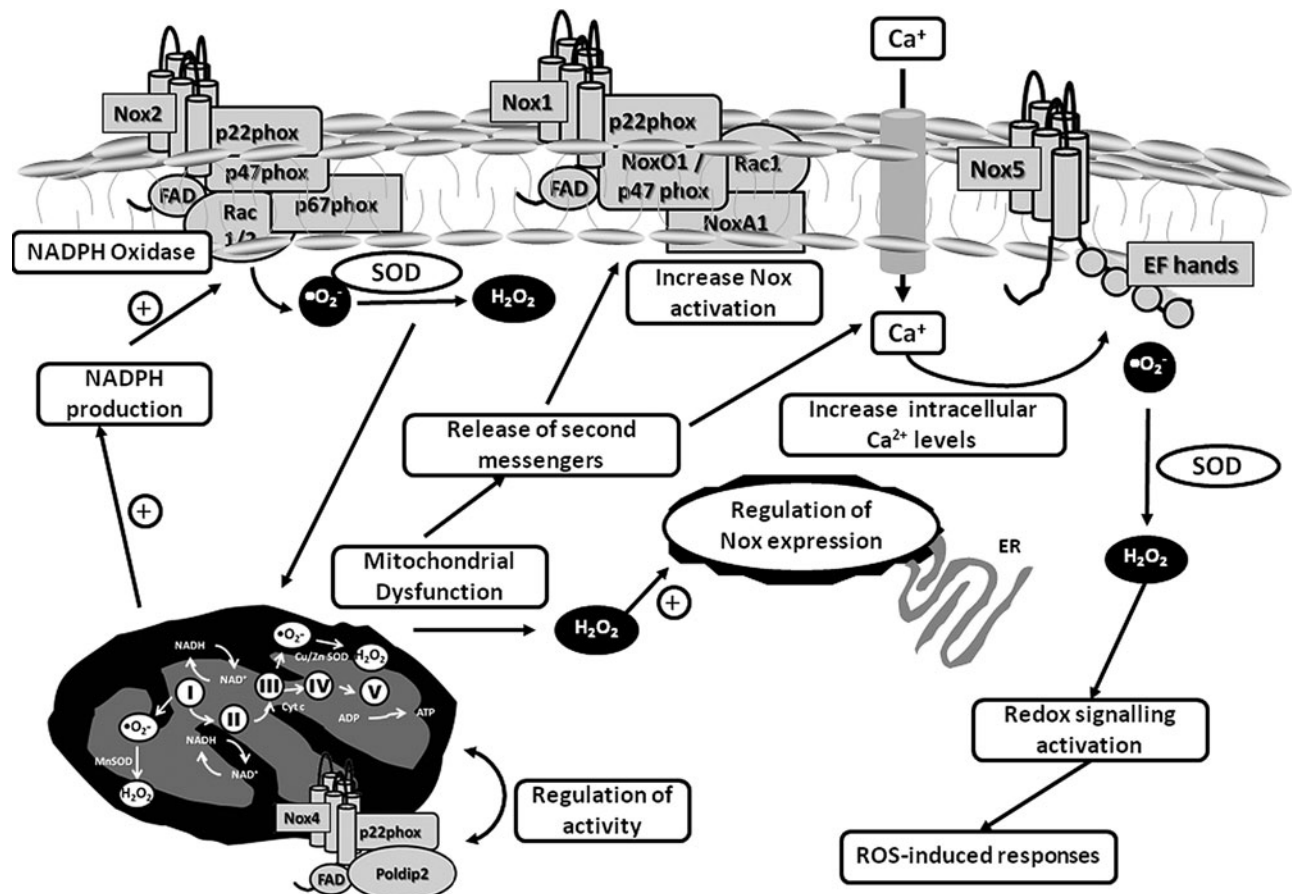 Nox2
p22phox
p47phox
FAD
Rac
1/2
p67phox
NADPH Oxidase
Nox1
p22phox
NoxO1 /
p47 phox
Rac1
FAD
NoxA1
Ca⁺
Nox5
EF hands
SOD
•O₂⁻
H₂O₂
Increase Nox
activation
Ca⁺
•O₂⁻
NADPH
production
+
+
Release of second
messengers
Increase intracellular
Ca²⁺ levels
SOD
Regulation of
Nox expression
ER
H₂O₂
Mitochondrial
Dysfunction
H₂O₂
+
•O₂⁻
Cu/Zn SOD
H₂O₂
NADH
NAD⁺
I
II
III
IV
V
Cyt c
ADP
ATP
•O₂⁻
MnSOD
H₂O₂
NADH
NAD⁺
Nox4
p22phox
FAD
Poldip2
Regulation of
activity
Redox signalling
activation
ROS-induced responses